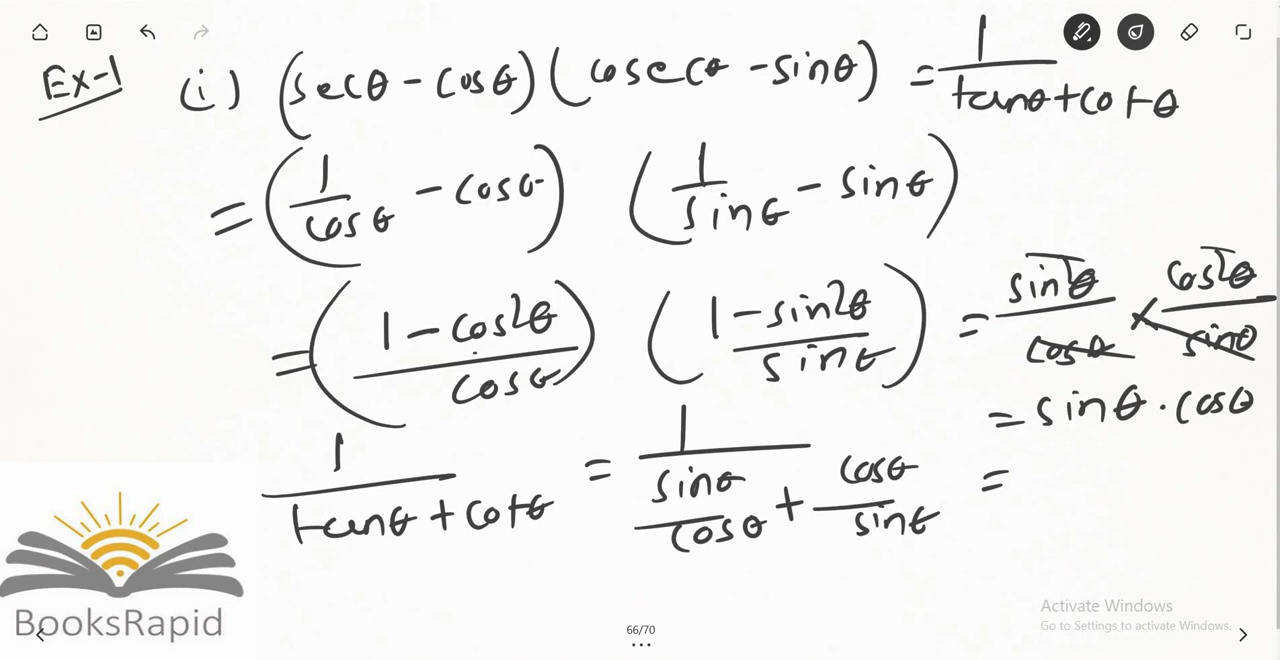 Ex-1 (i) (secθ - cosθ)(cosecθ - sinθ) = 1/(tanθ + cotθ)
= (1/cosθ - cosθ) (1/sinθ - sinθ)
= ((1 - cos²θ)/cosθ) ((1 - sin²θ)/sinθ) = sin²θ/cosθ × cos²θ/sinθ
= sinθ · cosθ
1/(tanθ + cotθ) = 1/(sinθ/cosθ + cosθ/sinθ) =
BooksRapid
Activate Windows
Go to Settings to activate Windows.
66/70